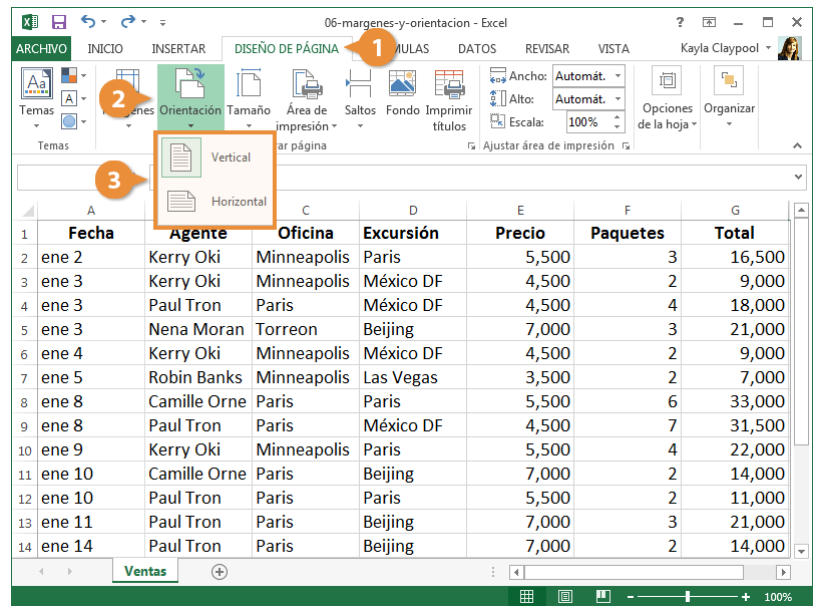 06-margenes-y-orientacion - Excel
ARCHIVO INICIO INSERTAR DISEÑO DE PÁGINA 1 MULAS DATOS REVISAR VISTA Kayla Claypool
Temas 2 Orientación Tamaño Área de impresión Saltos Fondo Imprimir títulos
Ancho: Automát.
Alto: Automát.
Escala: 100%
Opciones de la hoja
Organizar
Temas ar página Ajustar área de impresión
3
Vertical
Horizontal
A C D E F G
1 Fecha Agente Oficina Excursión Precio Paquetes Total
2 ene 2 Kerry Oki Minneapolis Paris 5,500 3 16,500
3 ene 3 Kerry Oki Minneapolis México DF 4,500 2 9,000
4 ene 3 Paul Tron Paris México DF 4,500 4 18,000
5 ene 3 Nena Moran Torreon Beijing 7,000 3 21,000
6 ene 4 Kerry Oki Minneapolis México DF 4,500 2 9,000
7 ene 5 Robin Banks Minneapolis Las Vegas 3,500 2 7,000
8 ene 8 Camille Orne Paris Paris 5,500 6 33,000
9 ene 8 Paul Tron Paris México DF 4,500 7 31,500
10 ene 9 Kerry Oki Minneapolis Paris 5,500 4 22,000
11 ene 10 Camille Orne Paris Beijing 7,000 2 14,000
12 ene 10 Paul Tron Paris Paris 5,500 2 11,000
13 ene 11 Paul Tron Paris Beijing 7,000 3 21,000
14 ene 14 Paul Tron Paris Beijing 7,000 2 14,000
Ventas
100%